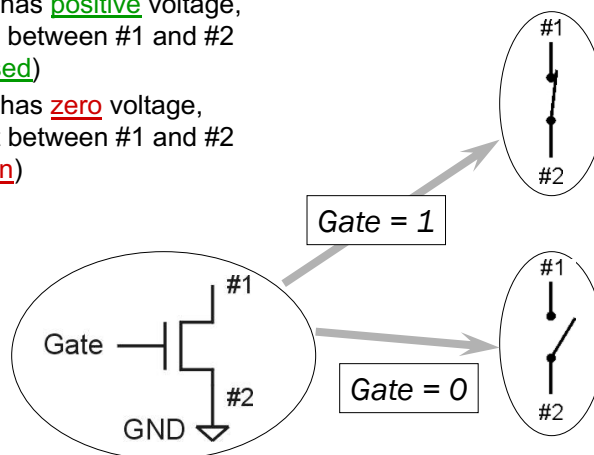 has positive voltage,
between #1 and #2
sed)
has zero voltage,
between #1 and #2
n)
#1
#2
Gate = 1
#1
Gate
#2
GND
Gate = 0
#1
#2